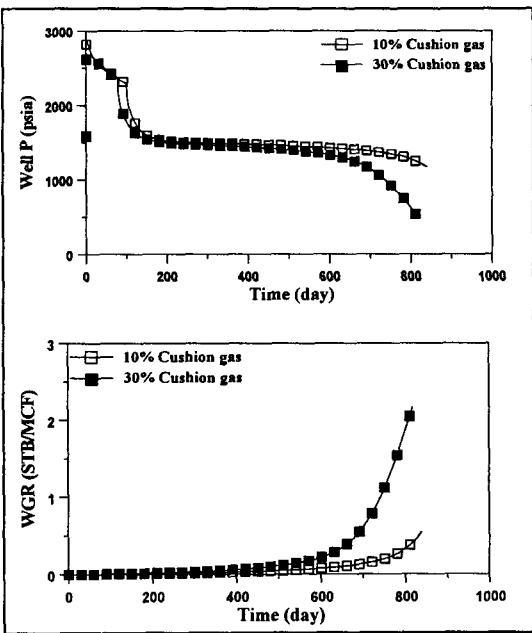 3000
10% Cushion gas
30% Cushion gas
2000
Well P (psia)
1000
0
0 200 400 600 800 1000
Time (day)
3
10% Cushion gas
30% Cushion gas
2
WGR (STB/MCF)
1
0
0 200 400 600 800 1000
Time (day)